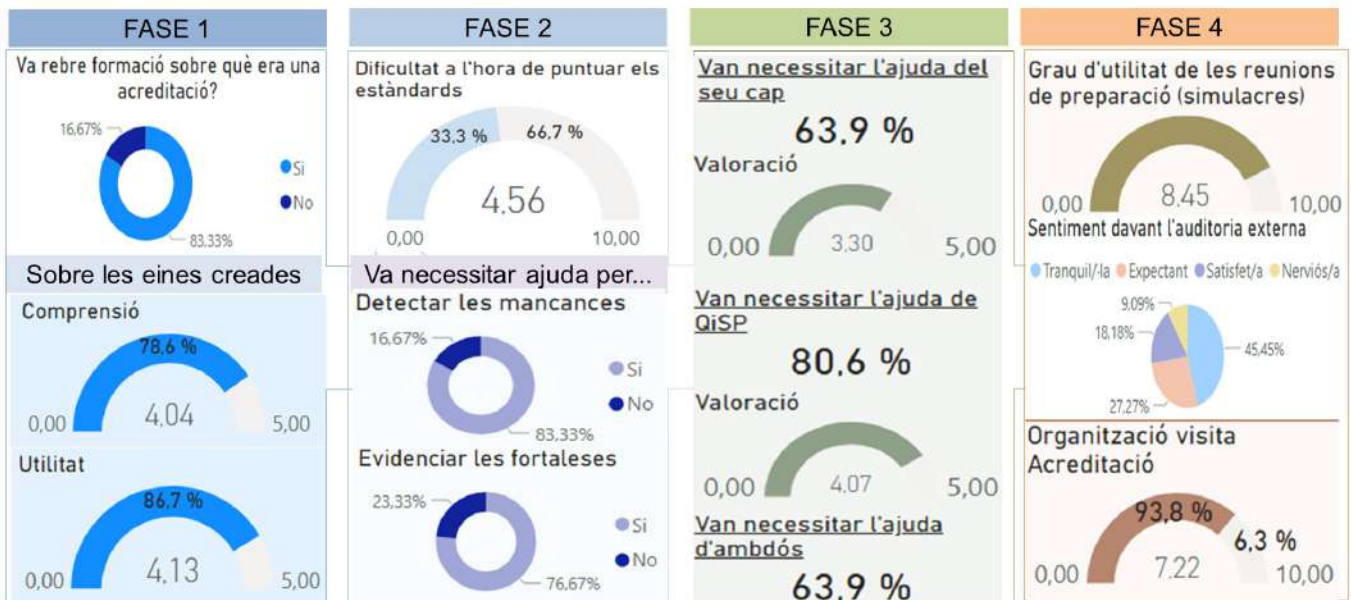 FASE 1
Va rebre formació sobre què era una
acreditació?
16,67%
Si
No
83,33%
Sobre les eines creades
Comprensió
78,6 %
0,00
4,04
5,00
Utilitat
86,7 %
0,00
4,13
5,00
FASE 2
Dificultat a l'hora de puntuar els
estàndards
33,3 %
66,7 %
4,56
0,00
10,00
Va necessitar ajuda per...
Detectar les mancances
16,67%
Si
No
83,33%
Evidenciar les fortaleses
23,33%
Si
No
76,67%
FASE 3
Van necessitar l'ajuda del
seu cap
63,9 %
Valoració
0,00
3,30
5,00
Van necessitar l'ajuda de
QiSP
80,6 %
Valoració
0,00
4,07
5,00
Van necessitar l'ajuda
d'ambdós
63,9 %
FASE 4
Grau d'utilitat de les reunions
de preparació (simulacres)
0,00
8,45
10,00
Sentiment davant l'auditoria externa
Tranquil/·la Expectant Satisfet/a Nerviós/a
9,09%
18,18%
45,45%
27,27%
Organització visita
Acreditació
93,8 %
6,3 %
0,00
7,22
10,00